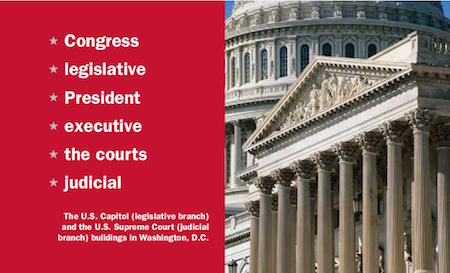 ★ Congress
★ legislative
★ President
★ executive
★ the courts
★ judicial
The U.S. Capitol (legislative branch)
and the U.S. Supreme Court (judicial
branch) buildings in Washington, D.C.